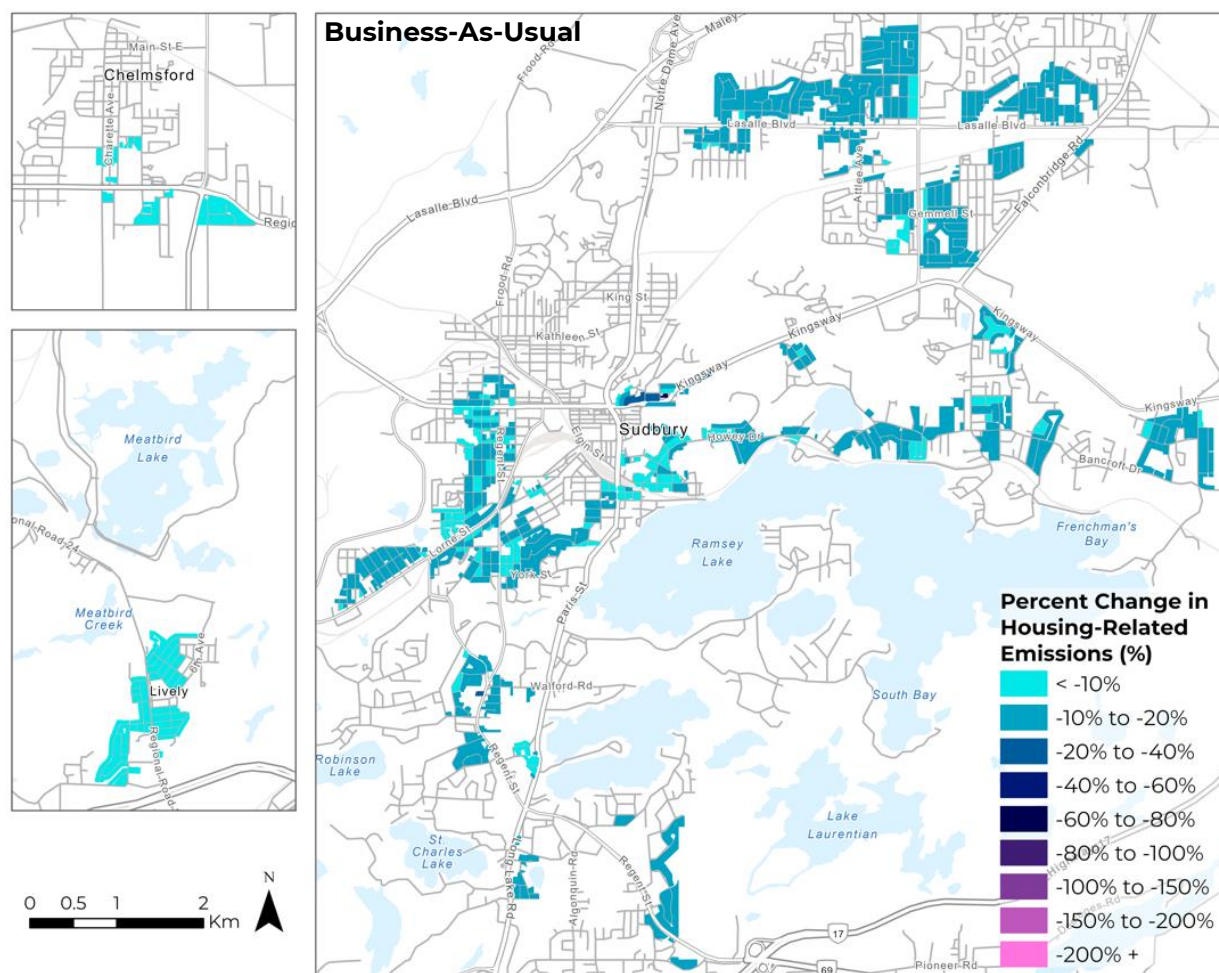 Business-As-Usual
Main St E
Chelmsford
Charette Ave
Regio
Meatbird
Lake
onal Road 24
Meatbird
Creek
6th Ave
Lively
Regional Road
0 0.5 1 2
Km
N
Frood Rd
Notre Dame Ave
Maley
Lasalle Blvd
Lasalle Blvd
Attlee Ave
Falconbridge Rd
Gemmell St
Lasalle Blvd
Frood Rd
King St
Kathleen St
Kingsway
Kingsway
Kingsway
Kingsway
Sudbury
Elgin St
Howey Dr
Regent St
Bancroft Dr
Lorne St
York St
Paris St
Ramsey
Lake
Frenchman's
Bay
South Bay
Walford Rd
Regent St
Robinson
Lake
St.
Charles
Lake
Long Lake Rd
Algonquin Rd
Regent St
Lake
Laurentian
17
69
Pioneer Rd
Percent Change in
Housing-Related
Emissions (%)
< -10%
-10% to -20%
-20% to -40%
-40% to -60%
-60% to -80%
-80% to -100%
-100% to -150%
-150% to -200%
-200% +